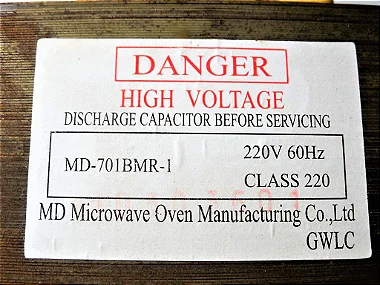 DANGER
HIGH VOLTAGE
DISCHARGE CAPACITOR BEFORE SERVICING
MD-701BMR-1
220V 60Hz
CLASS 220
MD Microwave Oven Manufacturing Co.,Ltd
GWLC